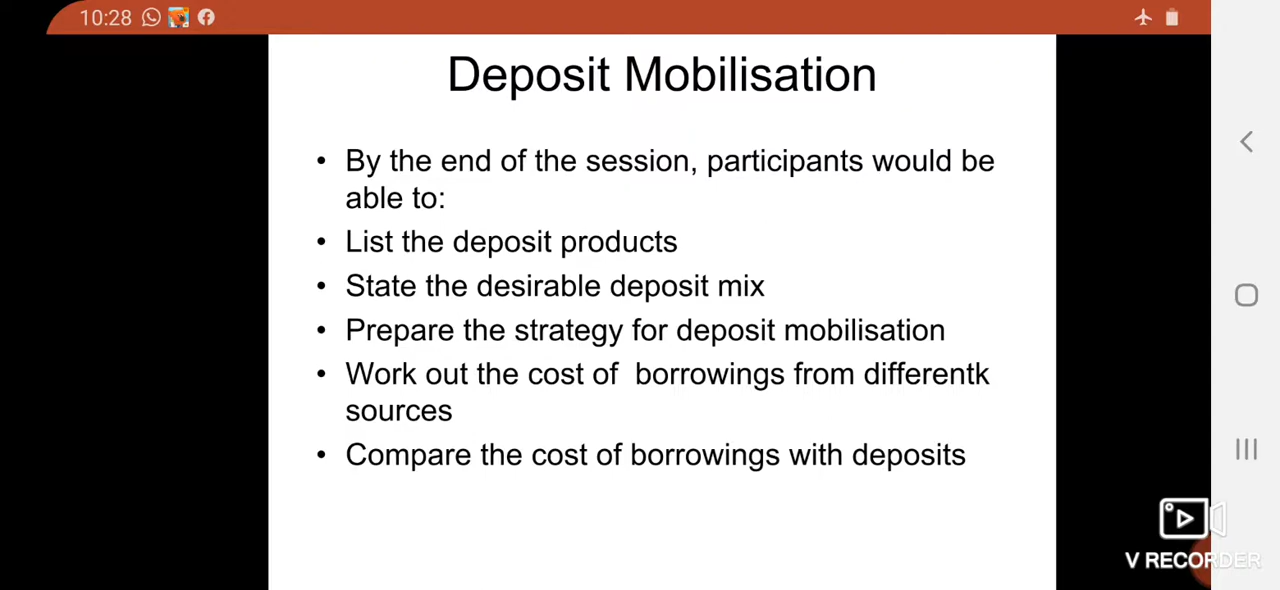 10:28
Deposit Mobilisation
• By the end of the session, participants would be
able to:
• List the deposit products
• State the desirable deposit mix
• Prepare the strategy for deposit mobilisation
• Work out the cost of  borrowings from differentk
sources
• Compare the cost of borrowings with deposits
V RECORDER